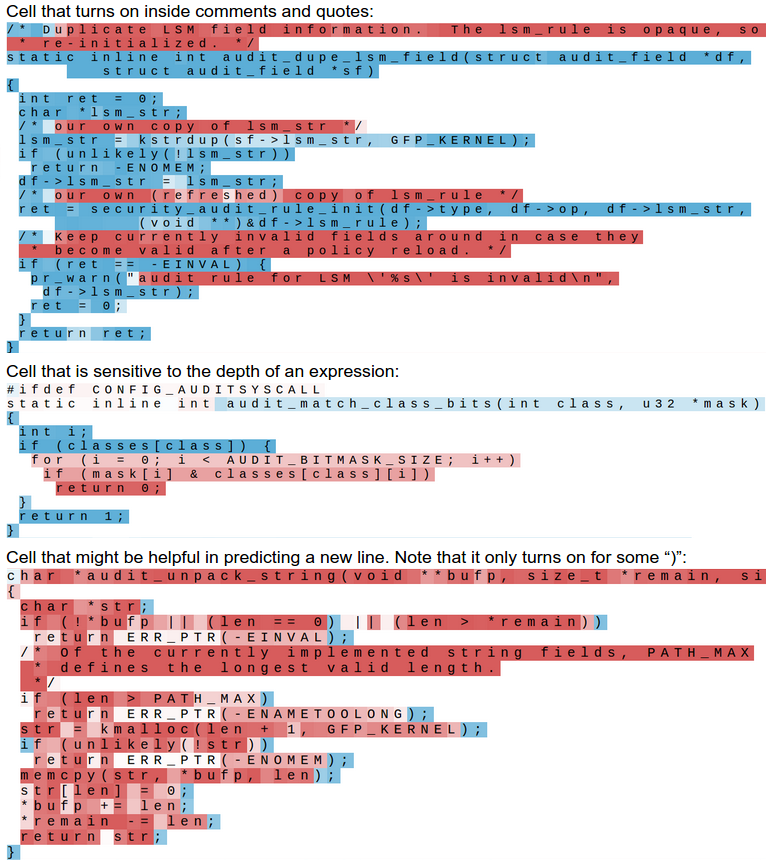 Cell that turns on inside comments and quotes:
/* Duplicate LSM field information.  The lsm_rule is opaque, so
 * re-initialized. */
static inline int audit_dupe_lsm_field(struct audit_field *df,
        struct audit_field *sf)
{
 int ret = 0;
 char *lsm_str;
 /* our own copy of lsm_str */
 lsm_str = kstrdup(sf->lsm_str, GFP_KERNEL);
 if (unlikely(!lsm_str))
  return -ENOMEM;
 df->lsm_str = lsm_str;
 /* our own (refreshed) copy of lsm_rule */
 ret = security_audit_rule_init(df->type, df->op, df->lsm_str,
           (void **)&df->lsm_rule);
 /* Keep currently invalid fields around in case they
  * become valid after a policy reload. */
 if (ret == -EINVAL) {
  pr_warn("audit rule for LSM \'%s\' is invalid\n",
   df->lsm_str);
  ret = 0;
 }
 return ret;
}
Cell that is sensitive to the depth of an expression:
#ifdef CONFIG_AUDITSYSCALL
static inline int audit_match_class_bits(int class, u32 *mask)
{
 int i;
 if (classes[class]) {
  for (i = 0; i < AUDIT_BITMASK_SIZE; i++)
   if (mask[i] & classes[class][i])
    return 0;
 }
 return 1;
}
Cell that might be helpful in predicting a new line. Note that it only turns on for some “)”:
char *audit_unpack_string(void **bufp, size_t *remain, si
{
 char *str;
 if (!*bufp || (len == 0) || (len > *remain))
  return ERR_PTR(-EINVAL);
 /* Of the currently implemented string fields, PATH_MAX
  * defines the longest valid length.
  */
 if (len > PATH_MAX)
  return ERR_PTR(-ENAMETOOLONG);
 str = kmalloc(len + 1, GFP_KERNEL);
 if (unlikely(!str))
  return ERR_PTR(-ENOMEM);
 memcpy(str, *bufp, len);
 str[len] = 0;
 *bufp += len;
 *remain -= len;
 return str;
}